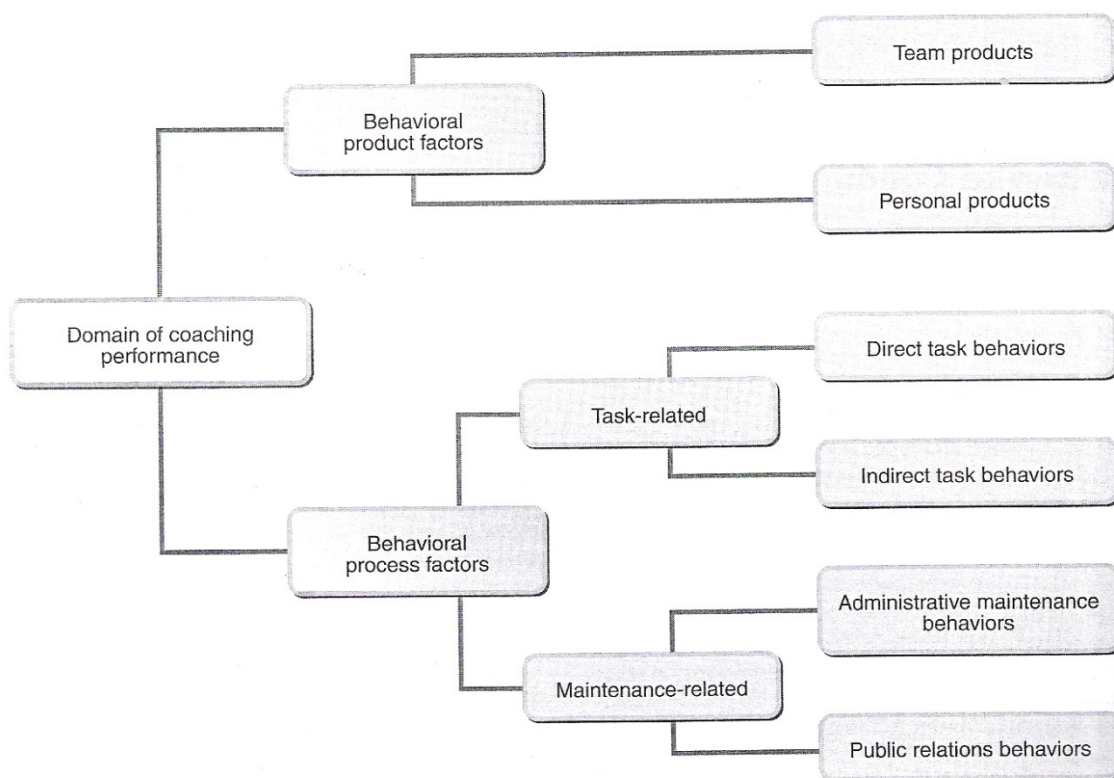 Team products
Behavioral
product factors
Personal products
Domain of coaching
performance
Direct task behaviors
Task-related
Indirect task behaviors
Behavioral
process factors
Administrative maintenance
behaviors
Maintenance-related
Public relations behaviors